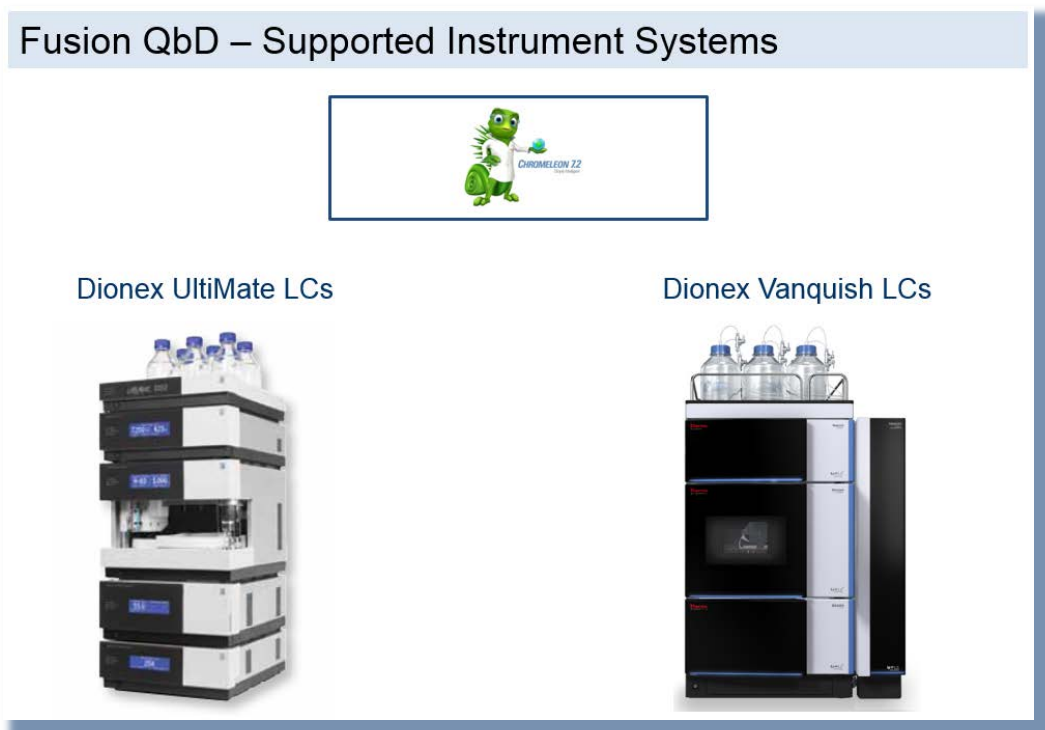 Fusion QbD – Supported Instrument Systems
CHROMELEON 7.2
Dionex UltiMate LCs
Dionex Vanquish LCs